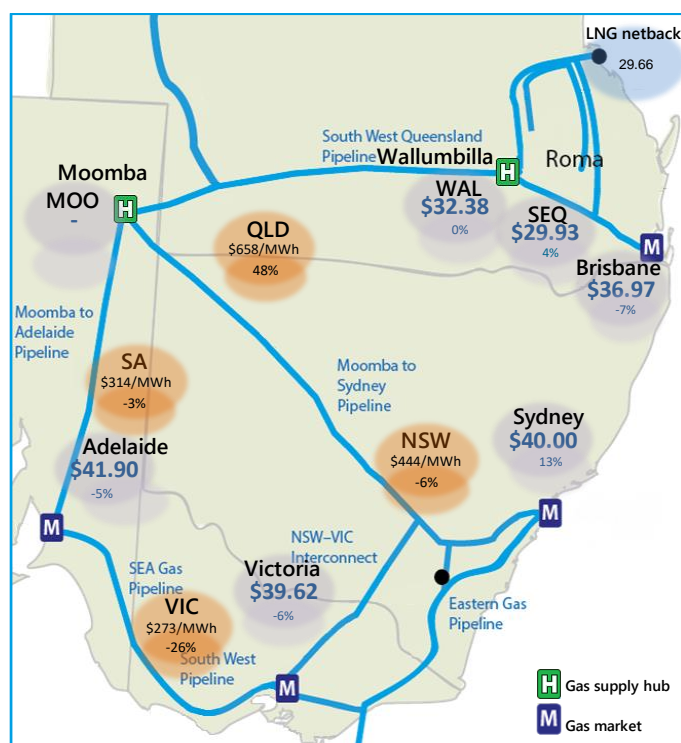 LNG netback
29.66
South West Queensland
Pipeline
Wallumbilla
H
Roma
Moomba
MOO
-
H
WAL
$32.38
0%
SEQ
$29.93
4%
M
QLD
$658/MWh
48%
Brisbane
$36.97
-7%
Moomba to
Adelaide
Pipeline
SA
$314/MWh
-3%
Moomba to
Sydney
Pipeline
Sydney
$40.00
13%
NSW
$444/MWh
-6%
Adelaide
$41.90
-5%
M
M
NSW–VIC
Interconnect
SEA Gas
Pipeline
Victoria
$39.62
-6%
VIC
$273/MWh
-26%
Eastern Gas
Pipeline
South West
Pipeline
M
H Gas supply hub
M Gas market